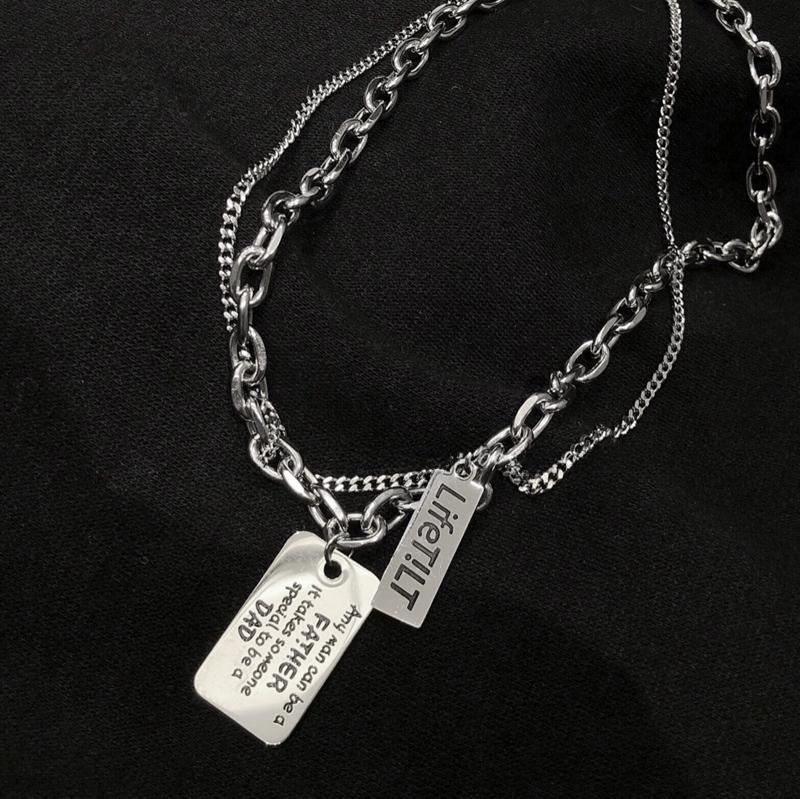 LifeTiLT
Any man can be a
FATHER
It takes someone
special to be a
DAD